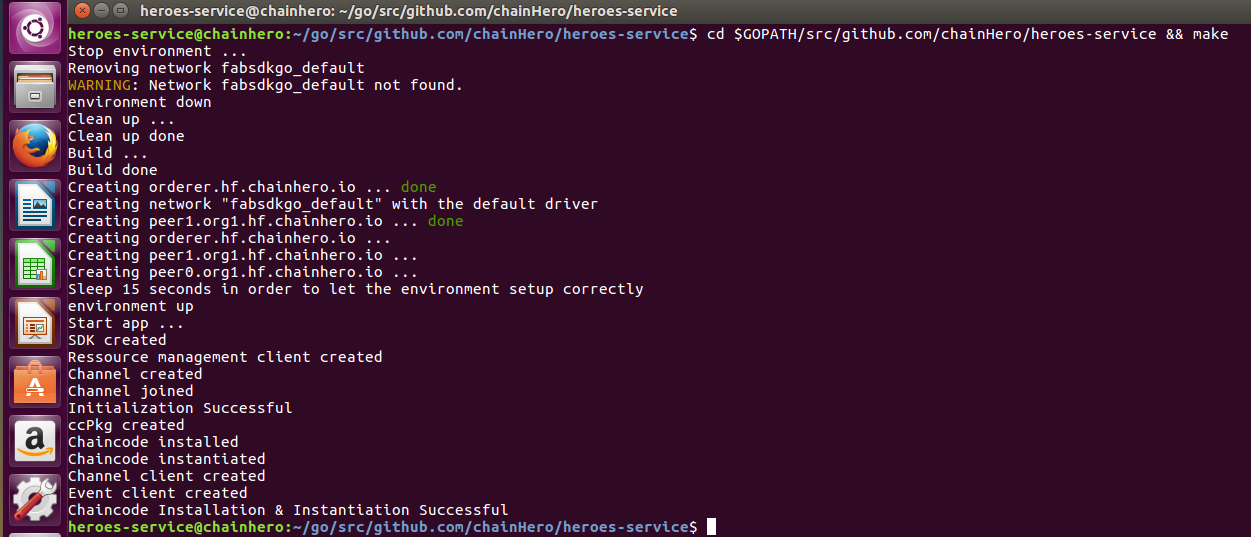 heroes-service@chainhero: ~/go/src/github.com/chainHero/heroes-service
heroes-service@chainhero:~/go/src/github.com/chainHero/heroes-service$ cd $GOPATH/src/github.com/chainHero/heroes-service && make
Stop environment ...
Removing network fabsdkgo_default
WARNING: Network fabsdkgo_default not found.
environment down
Clean up ...
Clean up done
Build ...
Build done
Creating orderer.hf.chainhero.io ... done
Creating network "fabsdkgo_default" with the default driver
Creating peer1.org1.hf.chainhero.io ... done
Creating orderer.hf.chainhero.io ...
Creating peer1.org1.hf.chainhero.io ...
Creating peer0.org1.hf.chainhero.io ...
Sleep 15 seconds in order to let the environment setup correctly
environment up
Start app ...
SDK created
Ressource management client created
Channel created
Channel joined
Initialization Successful
ccPkg created
Chaincode installed
Chaincode instantiated
Channel client created
Event client created
Chaincode Installation & Instantiation Successful
heroes-service@chainhero:~/go/src/github.com/chainHero/heroes-service$